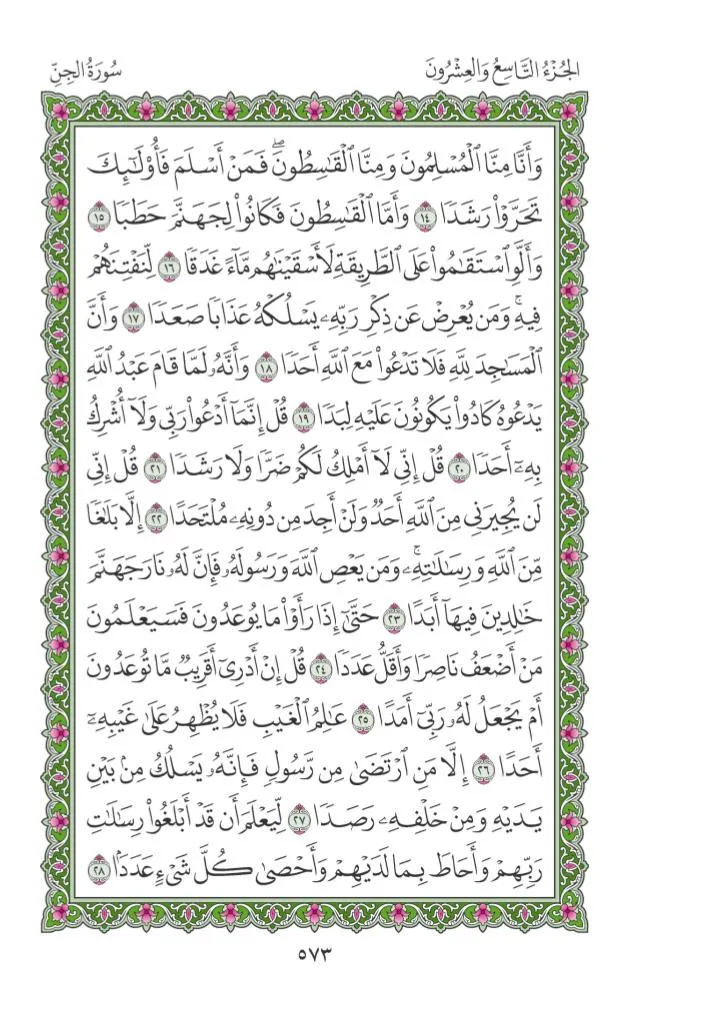 الجُزْءُ التَّاسِعُ وَالعِشْرُونَ
سُورَةُ الجِنّ
وَأَنَّا مِنَّا ٱلْمُسْلِمُونَ وَمِنَّا ٱلْقَٰسِطُونَۖ فَمَنْ أَسْلَمَ فَأُوْلَٰٓئِكَ
تَحَرَّوْاْ رَشَدٗا ١٤ وَأَمَّا ٱلْقَٰسِطُونَ فَكَانُواْ لِجَهَنَّمَ حَطَبٗا ١٥
وَأَلَّوِ ٱسْتَقَٰمُواْ عَلَى ٱلطَّرِيقَةِ لَأَسْقَيْنَٰهُم مَّآءً غَدَقٗا ١٦ لِّنَفْتِنَهُمْ
فِيهِۚ وَمَن يُعْرِضْ عَن ذِكْرِ رَبِّهِۦ يَسْلُكْهُ عَذَابٗا صَعَدٗا ١٧ وَأَنَّ
ٱلْمَسَٰجِدَ لِلَّهِ فَلَا تَدْعُواْ مَعَ ٱللَّهِ أَحَدٗا ١٨ وَأَنَّهُۥ لَمَّا قَامَ عَبْدُ ٱللَّهِ
يَدْعُوهُ كَادُواْ يَكُونُونَ عَلَيْهِ لِبَدٗا ١٩ قُلْ إِنَّمَآ أَدْعُواْ رَبِّي وَلَآ أُشْرِكُ
بِهِۦٓ أَحَدٗا ٢٠ قُلْ إِنِّي لَآ أَمْلِكُ لَكُمْ ضَرّٗا وَلَا رَشَدٗا ٢١ قُلْ إِنِّي
لَن يُجِيرَنِي مِنَ ٱللَّهِ أَحَدٞ وَلَنْ أَجِدَ مِن دُونِهِۦ مُلْتَحَدًا ٢٢ إِلَّا بَلَٰغٗا
مِّنَ ٱللَّهِ وَرِسَٰلَٰتِهِۦۚ وَمَن يَعْصِ ٱللَّهَ وَرَسُولَهُۥ فَإِنَّ لَهُۥ نَارَ جَهَنَّمَ
خَٰلِدِينَ فِيهَآ أَبَدًا ٢٣ حَتَّىٰٓ إِذَا رَأَوْاْ مَا يُوعَدُونَ فَسَيَعْلَمُونَ
مَنْ أَضْعَفُ نَاصِرٗا وَأَقَلُّ عَدَدٗا ٢٤ قُلْ إِنْ أَدْرِيٓ أَقَرِيبٞ مَّا تُوعَدُونَ
أَمْ يَجْعَلُ لَهُۥ رَبِّيٓ أَمَدًا ٢٥ عَٰلِمُ ٱلْغَيْبِ فَلَا يُظْهِرُ عَلَىٰ غَيْبِهِۦٓ
أَحَدًا ٢٦ إِلَّا مَنِ ٱرْتَضَىٰ مِن رَّسُولٖ فَإِنَّهُۥ يَسْلُكُ مِنۢ بَيْنِ
يَدَيْهِ وَمِنْ خَلْفِهِۦ رَصَدٗا ٢٧ لِّيَعْلَمَ أَن قَدْ أَبْلَغُواْ رِسَٰلَٰتِ
رَبِّهِمْ وَأَحَاطَ بِمَا لَدَيْهِمْ وَأَحْصَىٰ كُلَّ شَيْءٍ عَدَدَۢا ٢٨
٥٧٣